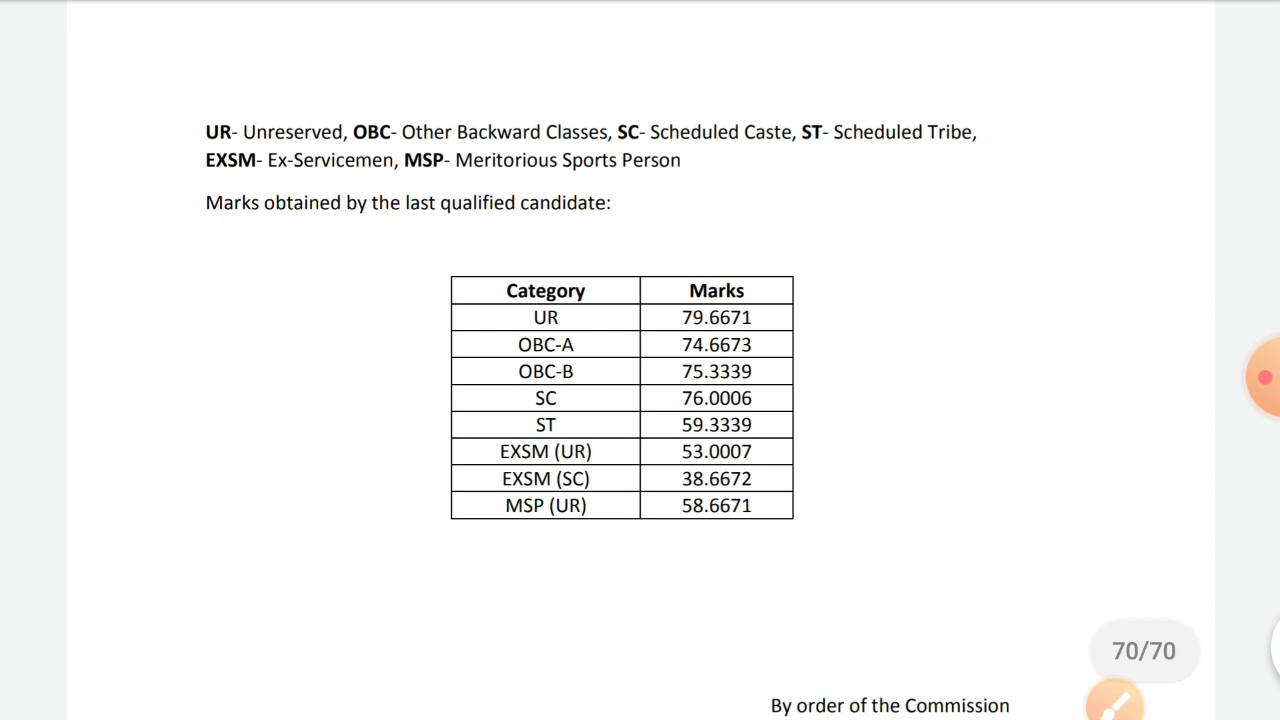 UR- Unreserved, OBC- Other Backward Classes, SC- Scheduled Caste, ST- Scheduled Tribe,
EXSM- Ex-Servicemen, MSP- Meritorious Sports Person
Marks obtained by the last qualified candidate:
Category Marks
UR 79.6671
OBC-A 74.6673
OBC-B 75.3339
SC 76.0006
ST 59.3339
EXSM (UR) 53.0007
EXSM (SC) 38.6672
MSP (UR) 58.6671
70/70
By order of the Commission